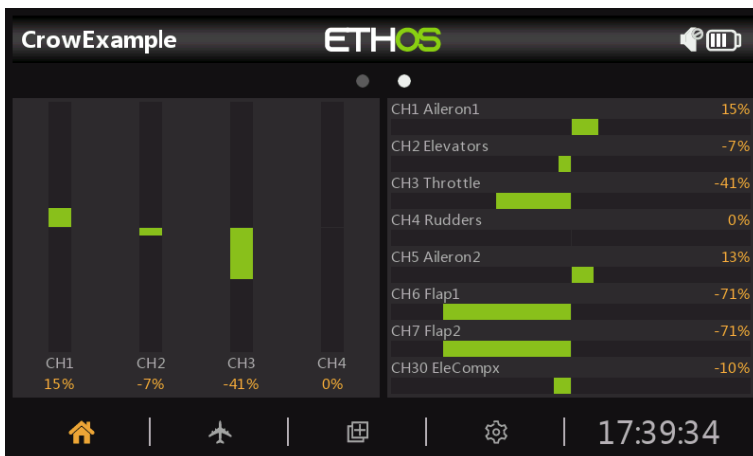 CrowExample
ETHOS
CH1 CH2 CH3 CH4
15% -7% -41% 0%
CH1 Aileron1 15%
CH2 Elevators -7%
CH3 Throttle -41%
CH4 Rudders 0%
CH5 Aileron2 13%
CH6 Flap1 -71%
CH7 Flap2 -71%
CH30 EleCompx -10%
17:39:34